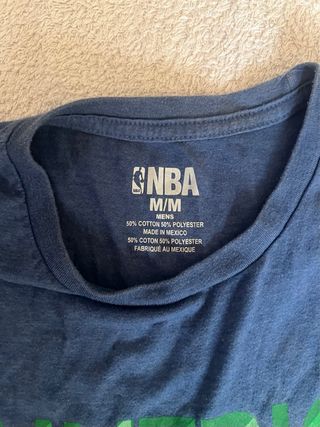 NBA
M/M
MENS
50% COTTON 50% POLYESTER
MADE IN MEXICO
50% COTON 50% POLYESTER
FABRIQUÉ AU MEXIQUE